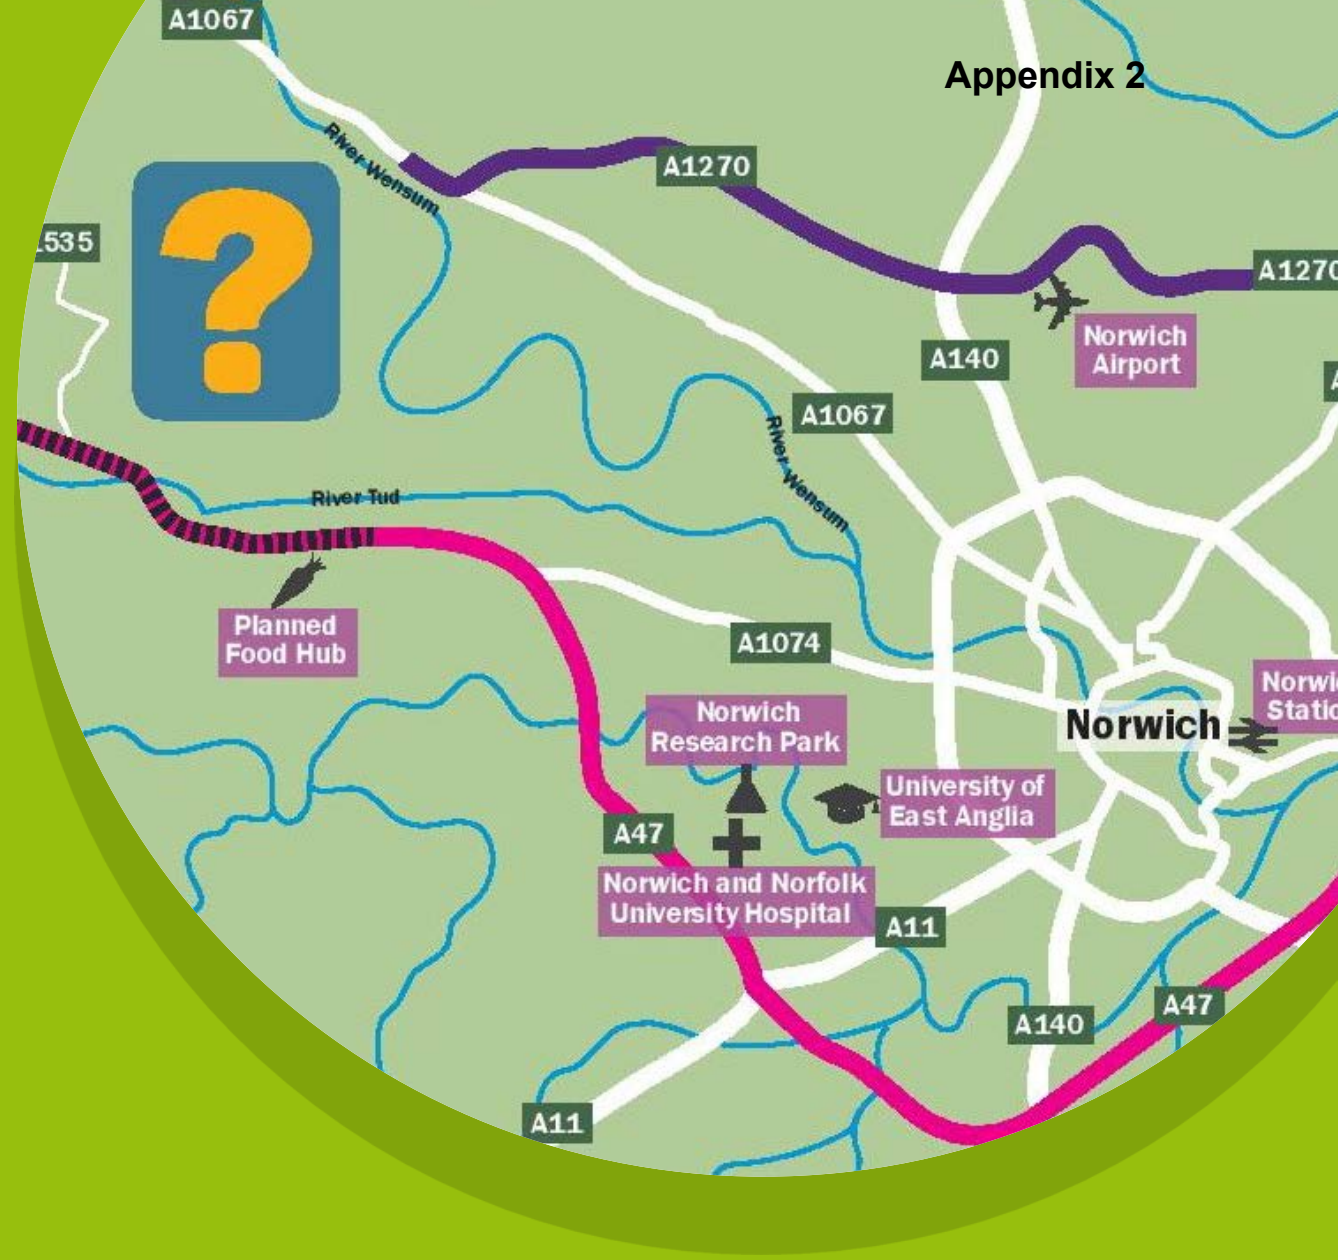 A1067
Appendix 2
River Wensum
A1270
?
A1270
Norwich
Airport
A140
A1067
River Wensum
River Tud
Planned
Food Hub
A1074
Norwich
Research Park
Norwich
University of
East Anglia
A47
Norwich and Norfolk
University Hospital
A11
A47
A140
A11